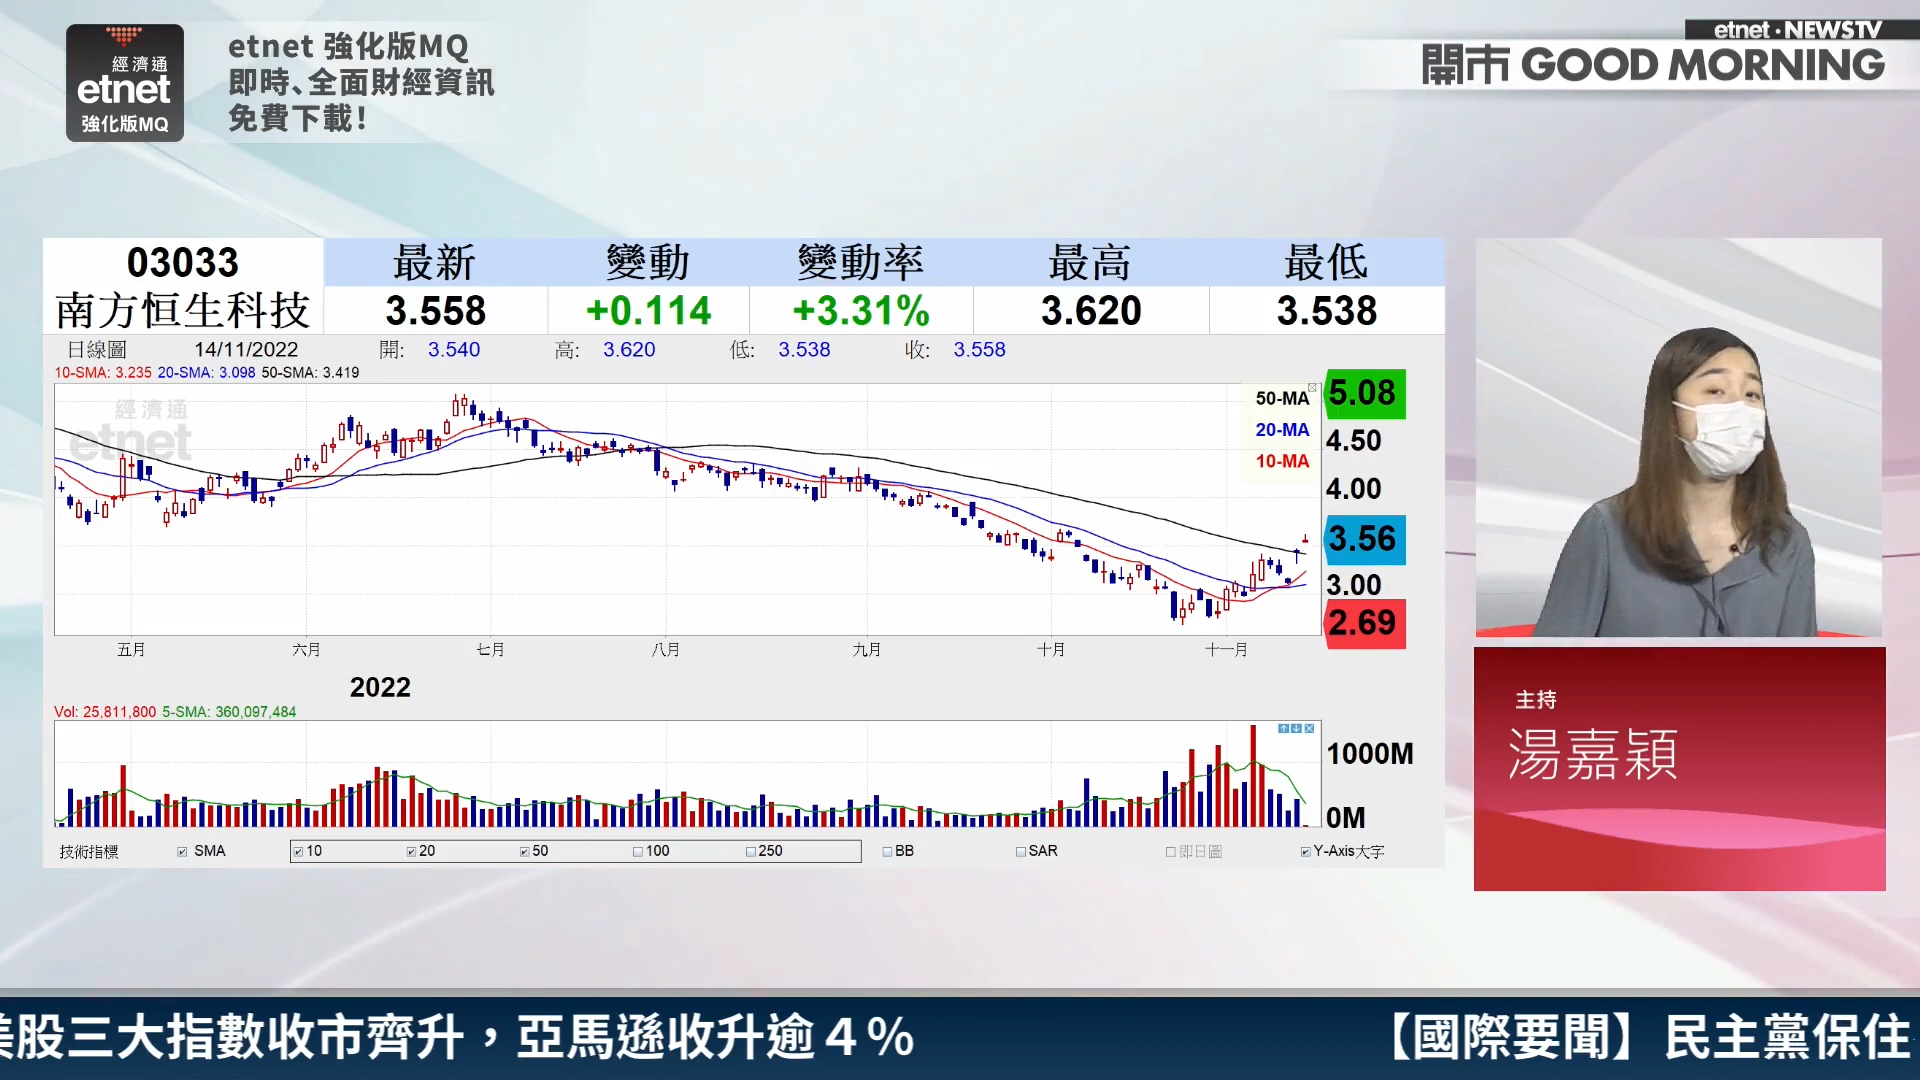 經濟通
etnet
強化版MQ
etnet 強化版MQ
即時、全面財經資訊
免費下載！
etnet·NEWSTV
開市 GOOD MORNING
03033 最新 變動 變動率 最高 最低
南方恒生科技 3.558 +0.114 +3.31% 3.620 3.538
日線圖 14/11/2022 開: 3.540 高: 3.620 低: 3.538 收: 3.558
10-SMA: 3.235 20-SMA: 3.098 50-SMA: 3.419
經濟通
etnet
50-MA
20-MA
10-MA
5.08
4.50
4.00
3.56
3.00
2.69
五月 六月 七月 八月 九月 十月 十一月
2022
Vol: 25,811,800 5-SMA: 360,097,484
1000M
0M
技術指標 SMA 10 20 50 100 250 BB SAR 即日圖 Y-Axis大字
主持
湯嘉穎
美股三大指數收市齊升，亞馬遜收升逾４％ 【國際要聞】民主黨保住